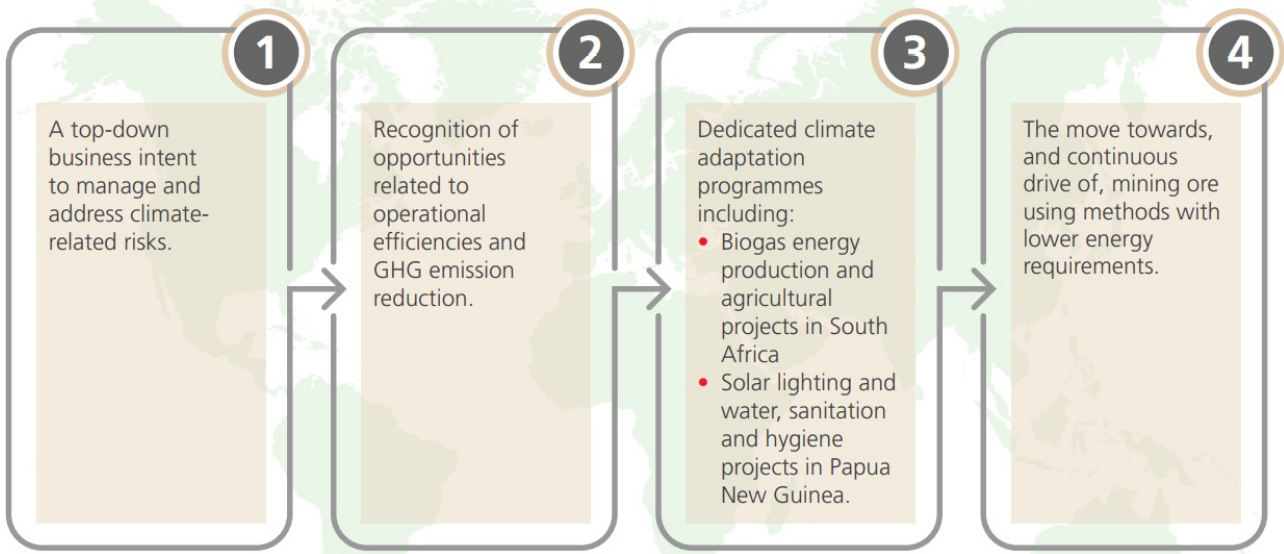 1
A top-down
business intent
to manage and
address climate-
related risks.
2
Recognition of
opportunities
related to
operational
efficiencies and
GHG emission
reduction.
3
Dedicated climate
adaptation
programmes
including:
• Biogas energy
production and
agricultural
projects in South
Africa
• Solar lighting and
water, sanitation
and hygiene
projects in Papua
New Guinea.
4
The move towards,
and continuous
drive of, mining ore
using methods with
lower energy
requirements.